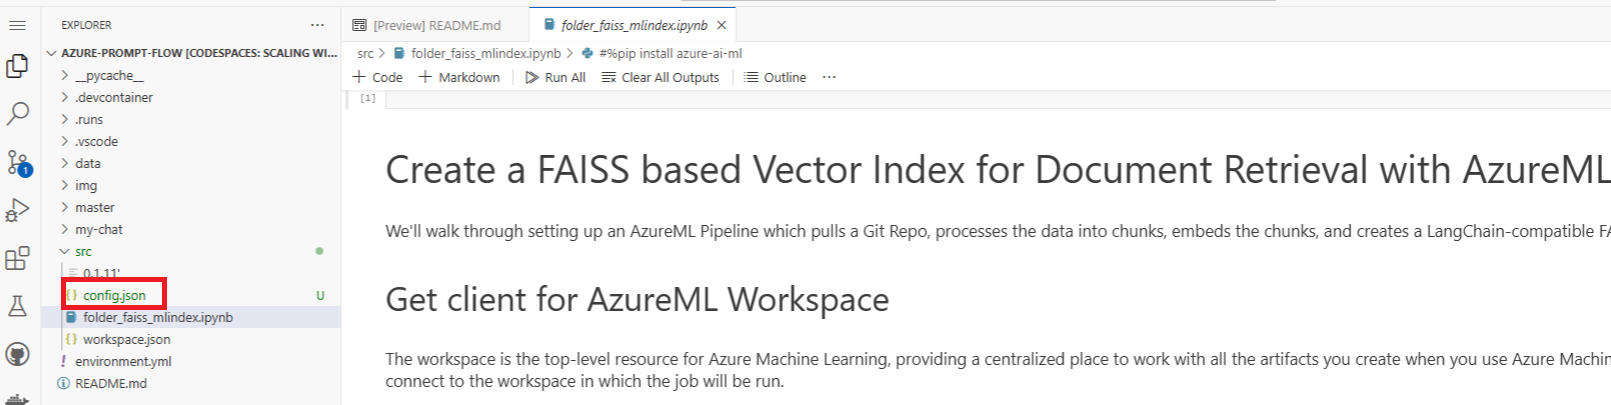 EXPLORER ···
AZURE-PROMPT-FLOW [CODESPACES: SCALING WI...
__pycache__
.devcontainer
.runs
.vscode
data
img
master
my-chat
src
0.1.11'
{} config.json U
folder_faiss_mlindex.ipynb
{} workspace.json
! environment.yml
README.md
1
[Preview] README.md
folder_faiss_mlindex.ipynb ×
src > folder_faiss_mlindex.ipynb > #%pip install azure-ai-ml
+ Code + Markdown Run All Clear All Outputs Outline ···
[1]
Create a FAISS based Vector Index for Document Retrieval with AzureML
We'll walk through setting up an AzureML Pipeline which pulls a Git Repo, processes the data into chunks, embeds the chunks, and creates a LangChain-compatible FA
Get client for AzureML Workspace
The workspace is the top-level resource for Azure Machine Learning, providing a centralized place to work with all the artifacts you create when you use Azure Machin
connect to the workspace in which the job will be run.